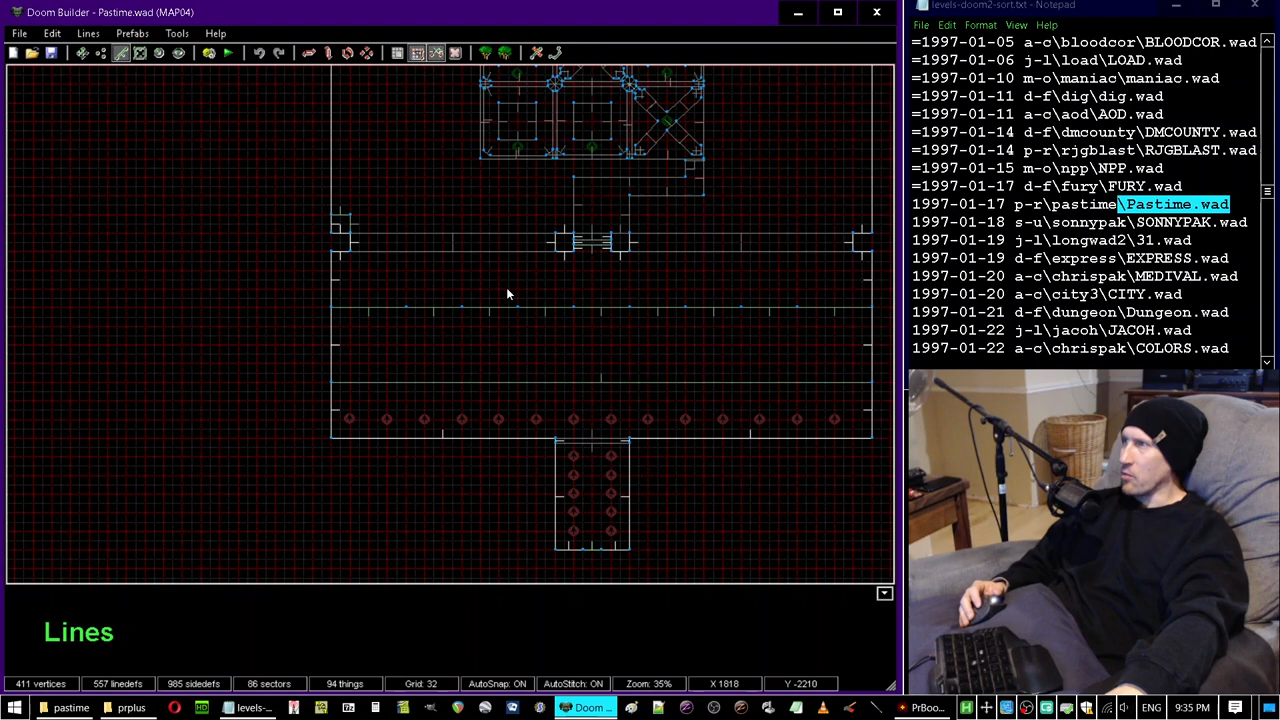 Doom Builder - Pastime.wad (MAP04)
File Edit Lines Prefabs Tools Help
Lines
411 vertices 557 linedefs 985 sidedefs 86 sectors 94 things Grid: 32 AutoSnap: ON AutoStitch: ON Zoom: 35% X 1818 Y -2210
levels-doom2-sort.txt - Notepad
File Edit Format View Help
=1997-01-05 a-c\bloodcor\BLOODCOR.wad
=1997-01-06 j-l\load\LOAD.wad
=1997-01-10 m-o\maniac\maniac.wad
=1997-01-11 d-f\dig\dig.wad
=1997-01-11 a-c\aod\AOD.wad
=1997-01-14 d-f\dmcounty\DMCOUNTY.wad
=1997-01-14 p-r\rjgblast\RJGBLAST.wad
=1997-01-15 m-o\npp\NPP.wad
=1997-01-17 d-f\fury\FURY.wad
1997-01-17 p-r\pastime\Pastime.wad
1997-01-18 s-u\sonnypak\SONNYPAK.wad
1997-01-19 j-l\longwad2\31.wad
1997-01-19 d-f\express\EXPRESS.wad
1997-01-20 a-c\chrispak\MEDIVAL.wad
1997-01-20 a-c\city3\CITY.wad
1997-01-21 d-f\dungeon\Dungeon.wad
1997-01-22 j-l\jacoh\JACOH.wad
1997-01-22 a-c\chrispak\COLORS.wad
pastime prplus levels-... Doom ... PrBoo... ENG 9:35 PM